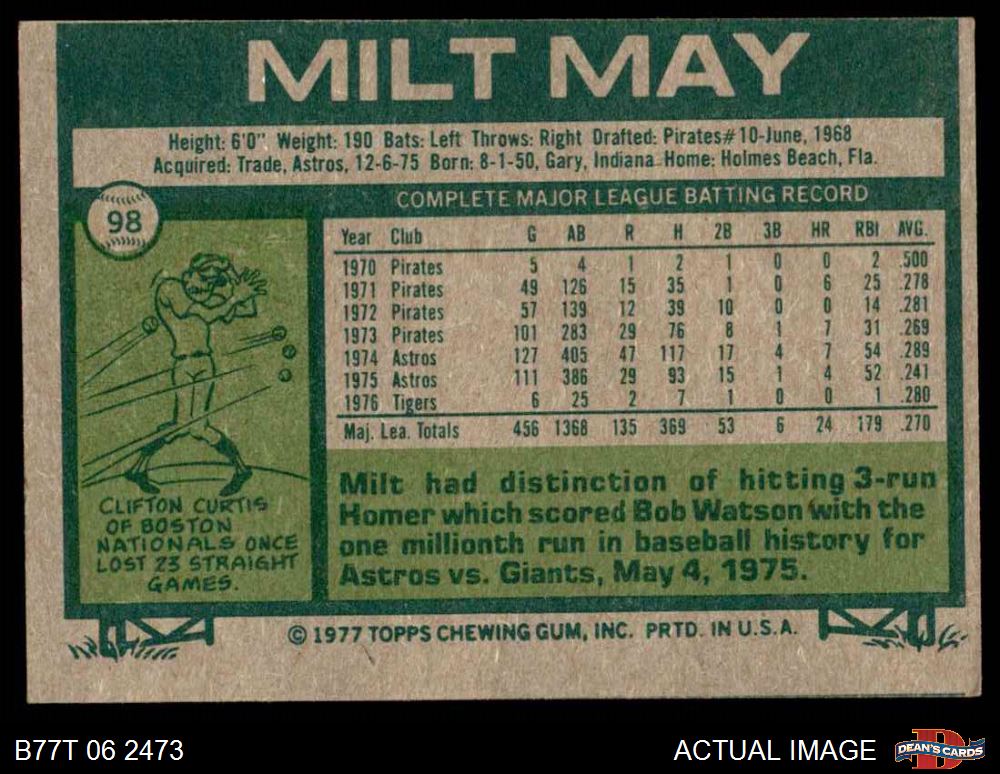 MILT MAY
Height: 6'0" Weight: 190 Bats: Left Throws: Right Drafted: Pirates#10-June, 1968
Acquired: Trade, Astros, 12-6-75 Born: 8-1-50, Gary, Indiana Home: Holmes Beach, Fla.
98
COMPLETE MAJOR LEAGUE BATTING RECORD
Year Club G AB R H 2B 3B HR RBI AVG.
1970 Pirates 5 4 1 2 1 0 0 2 .500
1971 Pirates 49 126 15 35 1 0 6 25 .278
1972 Pirates 57 139 12 39 10 0 0 14 .281
1973 Pirates 101 283 29 76 8 1 7 31 .269
1974 Astros 127 405 47 117 17 4 7 54 .289
1975 Astros 111 386 29 93 15 1 4 52 .241
1976 Tigers 6 25 2 7 1 0 0 1 .280
Maj. Lea. Totals 456 1368 135 369 53 6 24 179 .270
CLIFTON CURTIS
OF BOSTON
NATIONALS ONCE
LOST 23 STRAIGHT
GAMES.
Milt had distinction of hitting 3-run
Homer which scored Bob Watson with the
one millionth run in baseball history for
Astros vs. Giants, May 4, 1975.
© 1977 TOPPS CHEWING GUM, INC. PRTD. IN U.S.A.
B77T 06 2473
ACTUAL IMAGE
D
DEAN'S CARDS